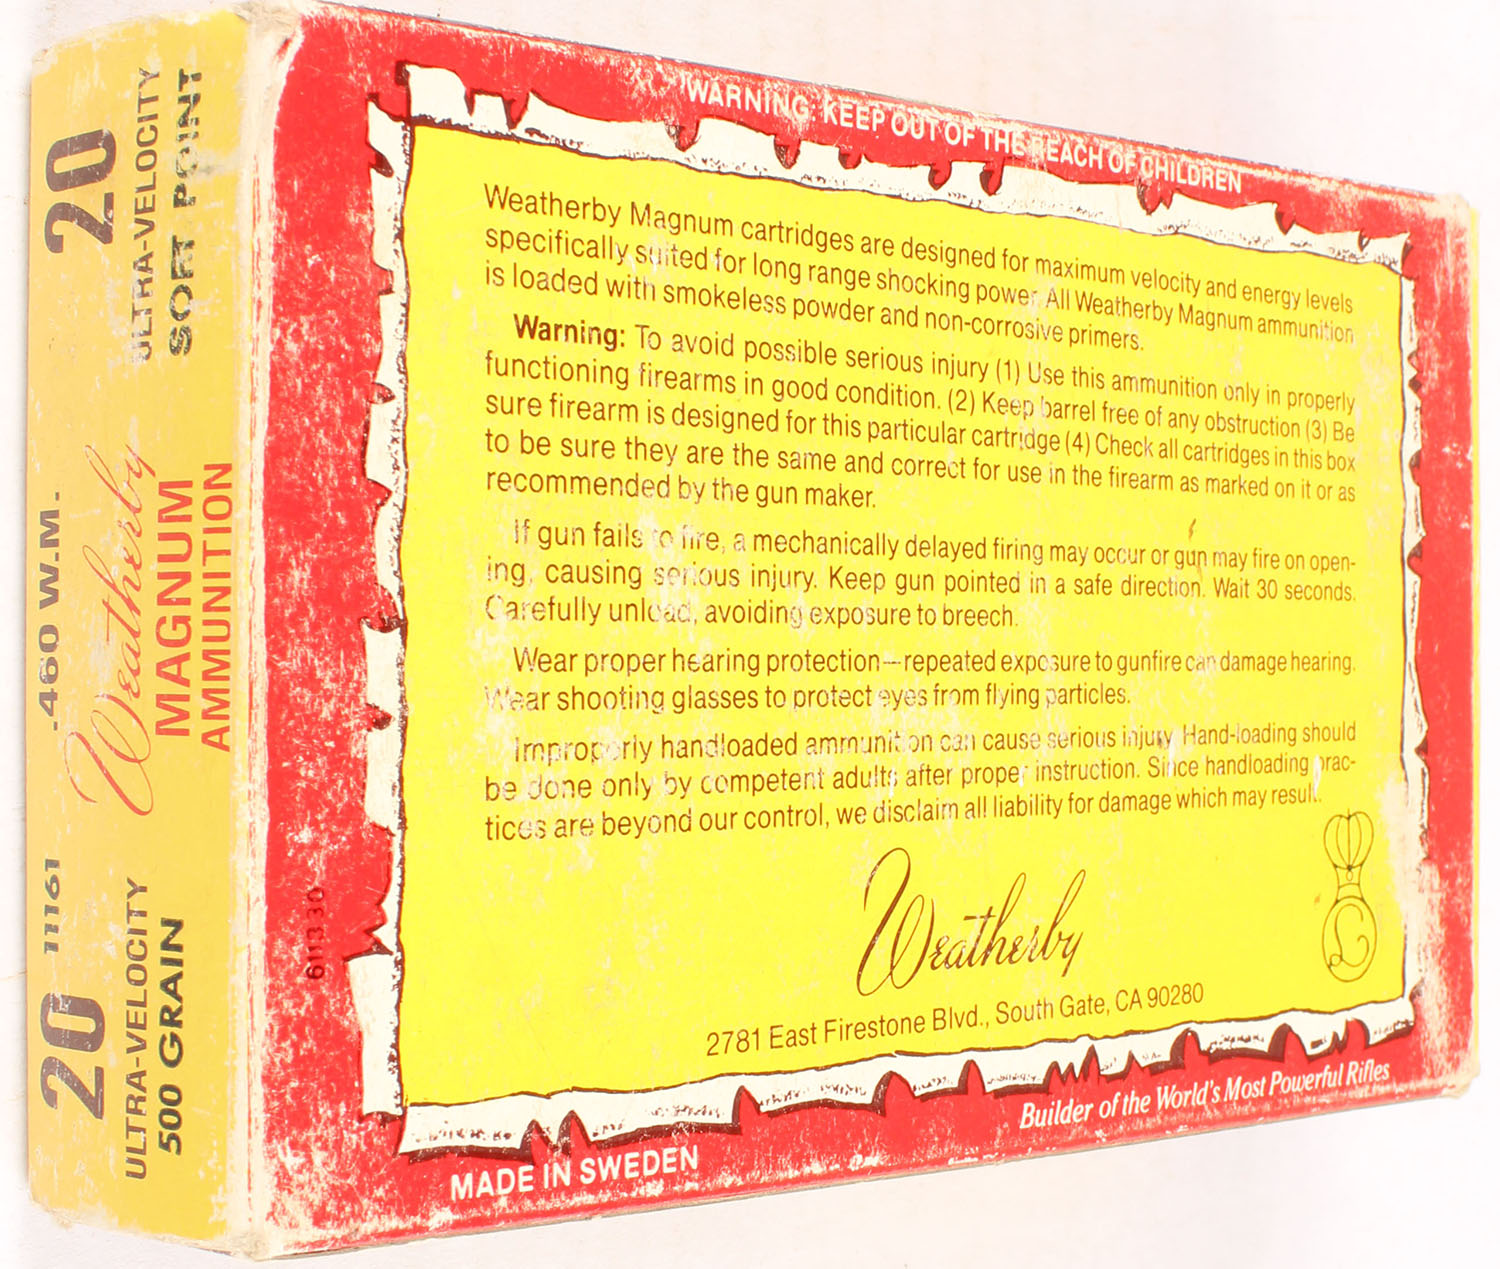 WARNING: KEEP OUT OF THE REACH OF CHILDREN
Weatherby Magnum cartridges are designed for maximum velocity and energy levels
specifically suited for long range shocking power. All Weatherby Magnum ammunition
is loaded with smokeless powder and non-corrosive primers.
Warning: To avoid possible serious injury (1) Use this ammunition only in properly
functioning firearms in good condition. (2) Keep barrel free of any obstruction (3) Be
sure firearm is designed for this particular cartridge (4) Check all cartridges in this box
to be sure they are the same and correct for use in the firearm as marked on it or as
recommended by the gun maker.
If gun fails to fire, a mechanically delayed firing may occur or gun may fire on open-
ing, causing serious injury. Keep gun pointed in a safe direction. Wait 30 seconds.
Carefully unload, avoiding exposure to breech.
Wear proper hearing protection—repeated exposure to gunfire can damage hearing.
Wear shooting glasses to protect eyes from flying particles.
Improperly handloaded ammunition can cause serious injury. Hand-loading should
be done only by competent adults after proper instruction. Since handloading prac-
tices are beyond our control, we disclaim all liability for damage which may result.
Weatherby
2781 East Firestone Blvd., South Gate, CA 90280
Builder of the World's Most Powerful Rifles
MADE IN SWEDEN
611330
20 11161 .460 W.M. 20
ULTRA-VELOCITY Weatherby ULTRA-VELOCITY
500 GRAIN MAGNUM SOFT POINT
AMMUNITION